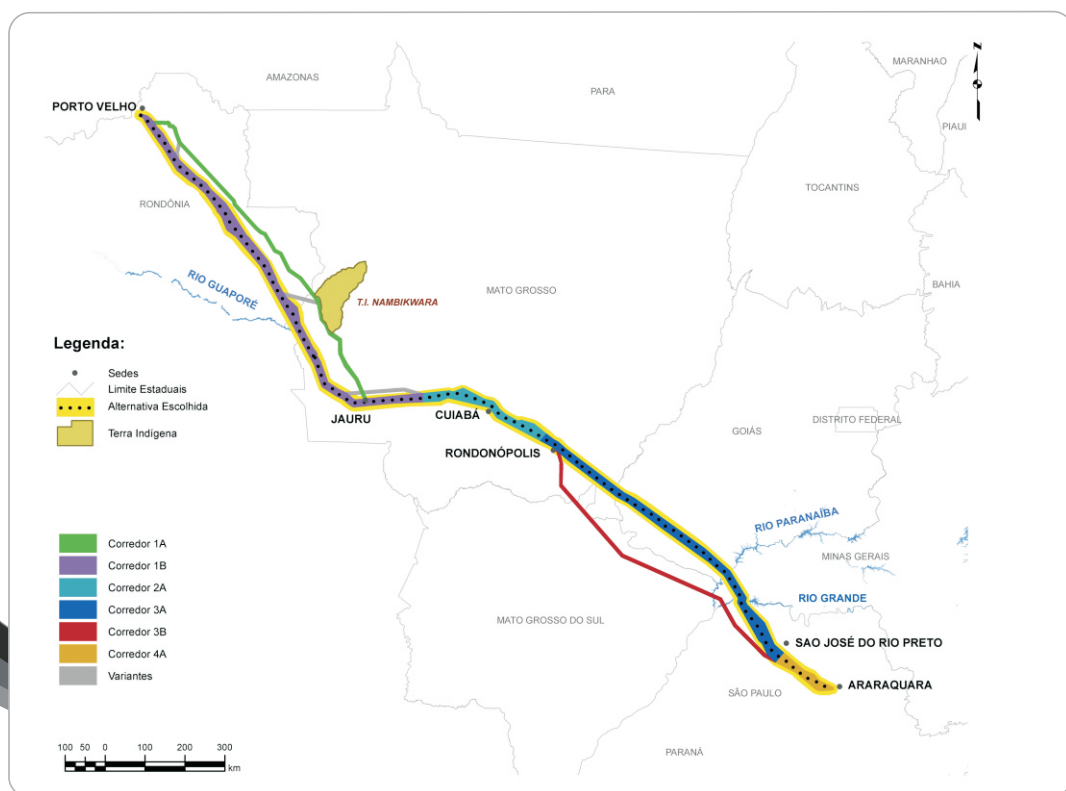 N
MARANHAO
AMAZONAS
PARA
PORTO VELHO
PIAUI
TOCANTINS
RONDÔNIA
RIO GUAPORÉ
MATO GROSSO
T.I. NAMBIKWARA
BAHIA
Legenda:
Sedes
Limite Estaduais
Alternativa Escolhida
Terra Indígena
JAURU
CUIABÁ
DISTRITO FEDERAL
GOIÁS
RONDONÓPOLIS
RIO PARANAÍBA
MINAS GERAIS
RIO GRANDE
Corredor 1A
Corredor 1B
Corredor 2A
Corredor 3A
Corredor 3B
Corredor 4A
Variantes
MATO GROSSO DO SUL
SAO JOSÉ DO RIO PRETO
ARARAQUARA
SÃO PAULO
PARANÁ
100 50 0 100 200 300
km